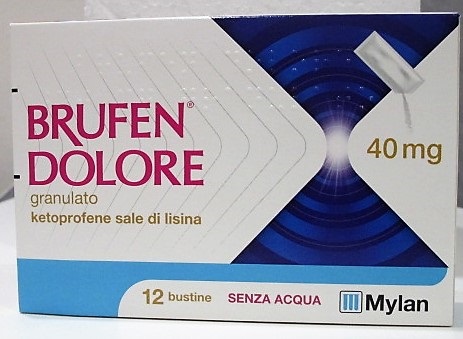 BRUFEN®
DOLORE
granulato
ketoprofene sale di lisina
40 mg
12 bustine SENZA ACQUA Mylan